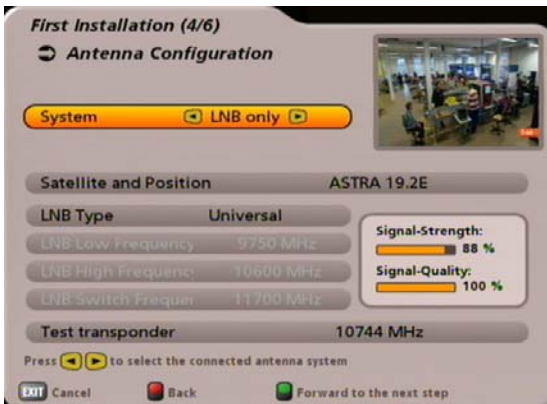 First Installation (4/6)
Antenna Configuration
System LNB only
Satellite and Position ASTRA 19.2E
LNB Type Universal
LNB Low Frequency 9750 MHz
LNB High Frequenc 10600 MHz
LNB Switch Frequer 11700 MHz
Signal-Strength:
88 %
Signal-Quality:
100 %
Test transponder 10744 MHz
Press to select the connected antenna system
EXIT Cancel Back Forward to the next step